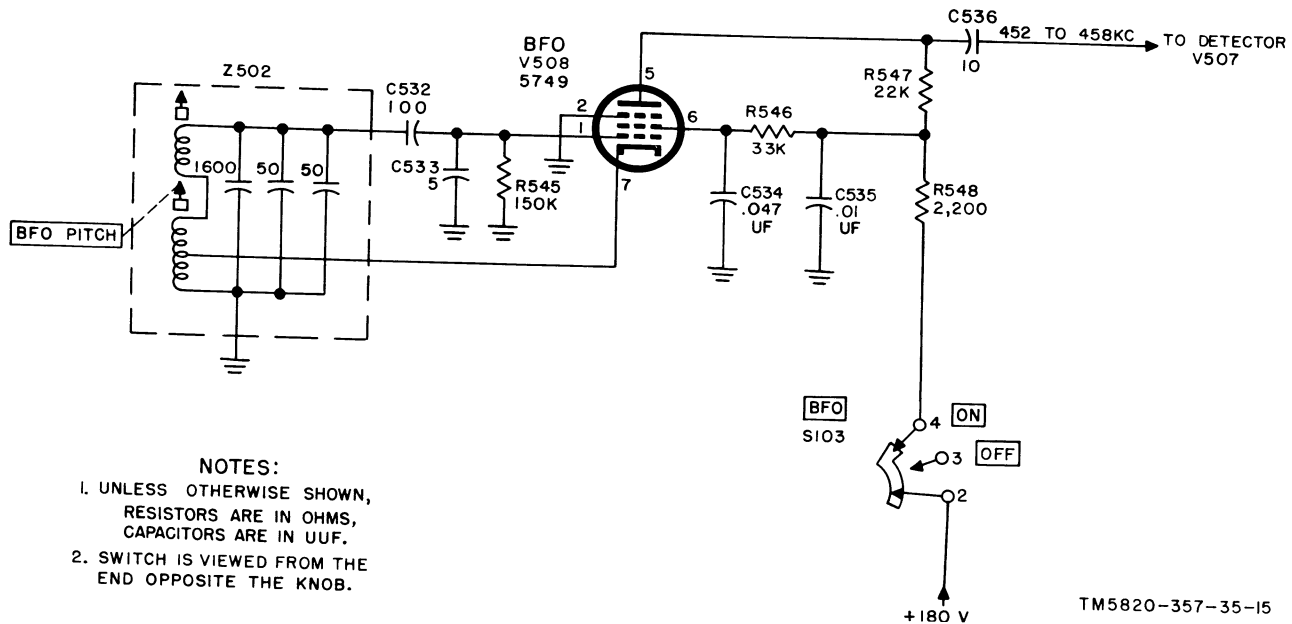 Z502
C532
100
BFO
V508
5749
5
2
1
6
7
C536
10
452 TO 458KC
TO DETECTOR
V507
R547
22K
R546
33K
1600
50
50
C533
5
R545
150K
C534
.047
UF
C535
.01
UF
R548
2,200
BFO PITCH
BFO
S103
4
ON
3
OFF
2
+180 V
NOTES:
1. UNLESS OTHERWISE SHOWN,
RESISTORS ARE IN OHMS,
CAPACITORS ARE IN UUF.
2. SWITCH IS VIEWED FROM THE
END OPPOSITE THE KNOB.
TM5820-357-35-15